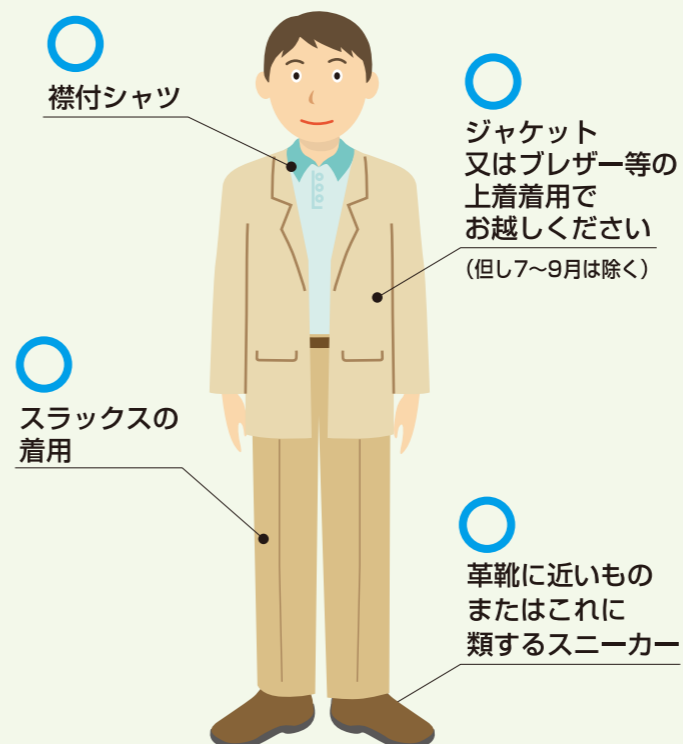 襟付シャツ
ジャケット
又はブレザー等の
上着着用で
お越しください
（但し7〜9月は除く）
スラックスの
着用
革靴に近いもの
またはこれに
類するスニーカー